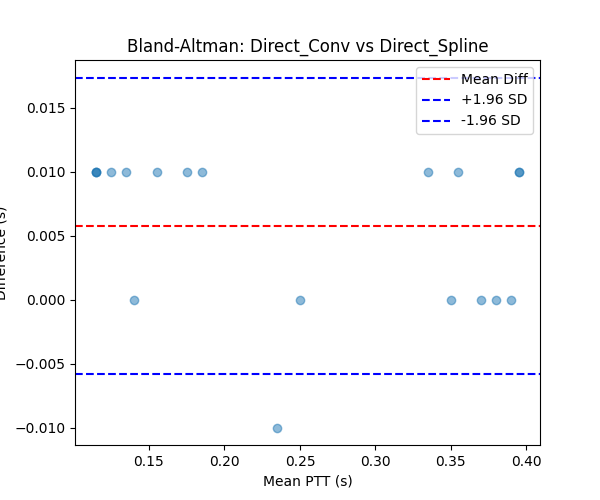 Bland-Altman: Direct_Conv vs Direct_Spline
Mean Diff
+1.96 SD
-1.96 SD
0.015
0.010
0.005
0.000
−0.005
−0.010
Difference (s)
0.15
0.20
0.25
0.30
0.35
0.40
Mean PTT (s)